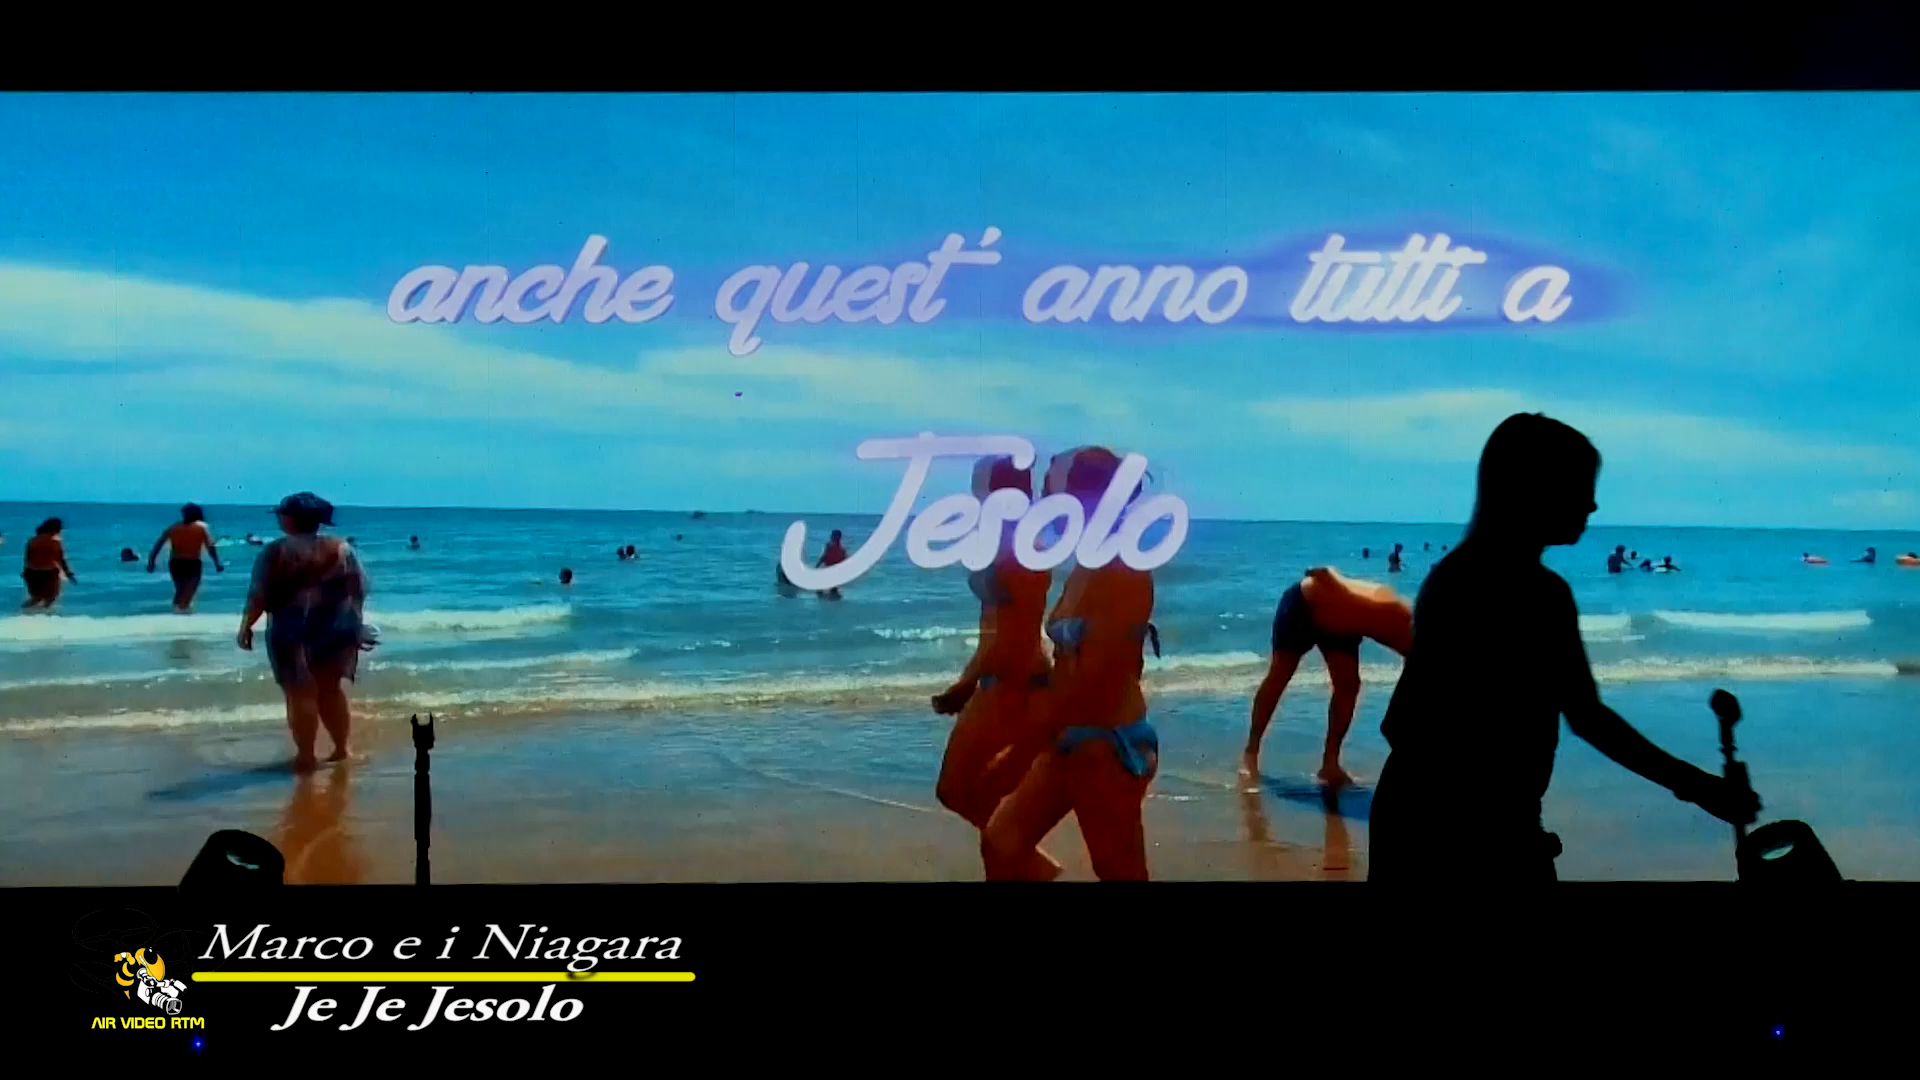 anche quest' anno tutti a
Jesolo
Marco e i Niagara
Je Je Jesolo
AIR VIDEO RTM